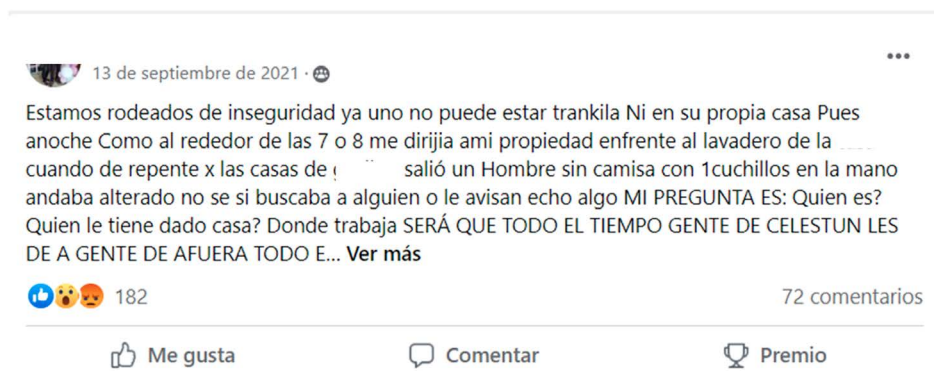 13 de septiembre de 2021 ·
Estamos rodeados de inseguridad ya uno no puede estar trankila Ni en su propia casa Pues
anoche Como al rededor de las 7 o 8 me dirijia ami propiedad enfrente al lavadero de la
cuando de repente x las casas de salió un Hombre sin camisa con 1cuchillos en la mano
andaba alterado no se si buscaba a alguien o le avisan echo algo MI PREGUNTA ES: Quien es?
Quien le tiene dado casa? Donde trabaja SERÁ QUE TODO EL TIEMPO GENTE DE CELESTUN LES
DE A GENTE DE AFUERA TODO E... Ver más
182
72 comentarios
Me gusta
Comentar
Premio